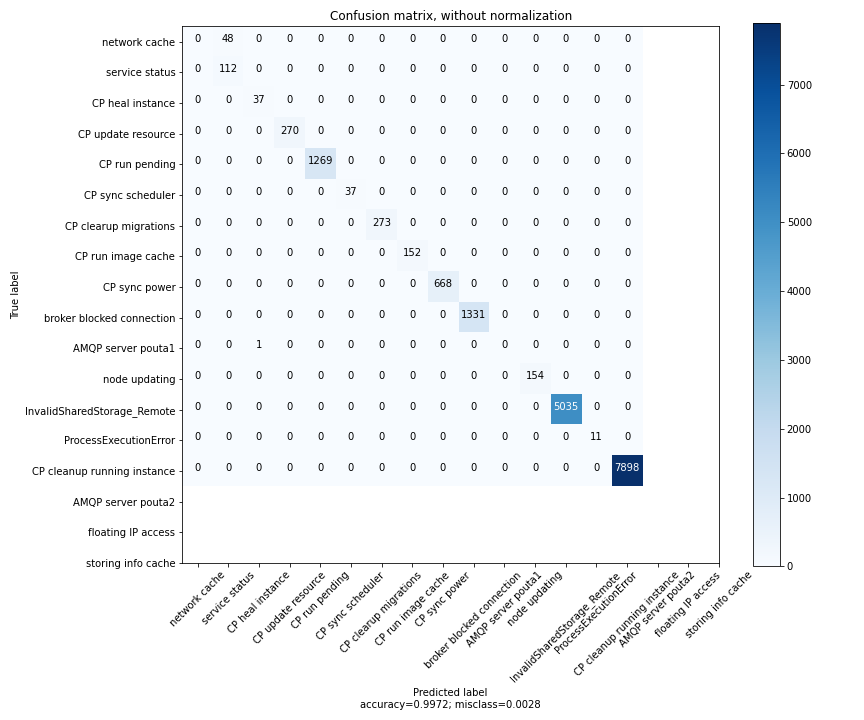 Confusion matrix, without normalization
network cache 0 48 0 0 0 0 0 0 0 0 0 0 0 0 0
service status 0 112 0 0 0 0 0 0 0 0 0 0 0 0 0
CP heal instance 0 0 37 0 0 0 0 0 0 0 0 0 0 0 0
CP update resource 0 0 0 270 0 0 0 0 0 0 0 0 0 0 0
CP run pending 0 0 0 0 1269 0 0 0 0 0 0 0 0 0 0
CP sync scheduler 0 0 0 0 0 37 0 0 0 0 0 0 0 0 0
CP clearup migrations 0 0 0 0 0 0 273 0 0 0 0 0 0 0 0
CP run image cache 0 0 0 0 0 0 0 152 0 0 0 0 0 0 0
CP sync power 0 0 0 0 0 0 0 0 668 0 0 0 0 0 0
broker blocked connection 0 0 0 0 0 0 0 0 0 1331 0 0 0 0 0
AMQP server pouta1 0 0 1 0 0 0 0 0 0 0 0 0 0 0 0
node updating 0 0 0 0 0 0 0 0 0 0 0 154 0 0 0
InvalidSharedStorage_Remote 0 0 0 0 0 0 0 0 0 0 0 0 5035 0 0
ProcessExecutionError 0 0 0 0 0 0 0 0 0 0 0 0 0 11 0
CP cleanup running instance 0 0 0 0 0 0 0 0 0 0 0 0 0 0 7898
AMQP server pouta2
floating IP access
storing info cache
True label
network cache
service status
CP heal instance
CP update resource
CP run pending
CP sync scheduler
CP clearup migrations
CP run image cache
CP sync power
broker blocked connection
AMQP server pouta1
node updating
InvalidSharedStorage_Remote
ProcessExecutionError
CP cleanup running instance
AMQP server pouta2
floating IP access
storing info cache
Predicted label
accuracy=0.9972; misclass=0.0028
7000
6000
5000
4000
3000
2000
1000
0